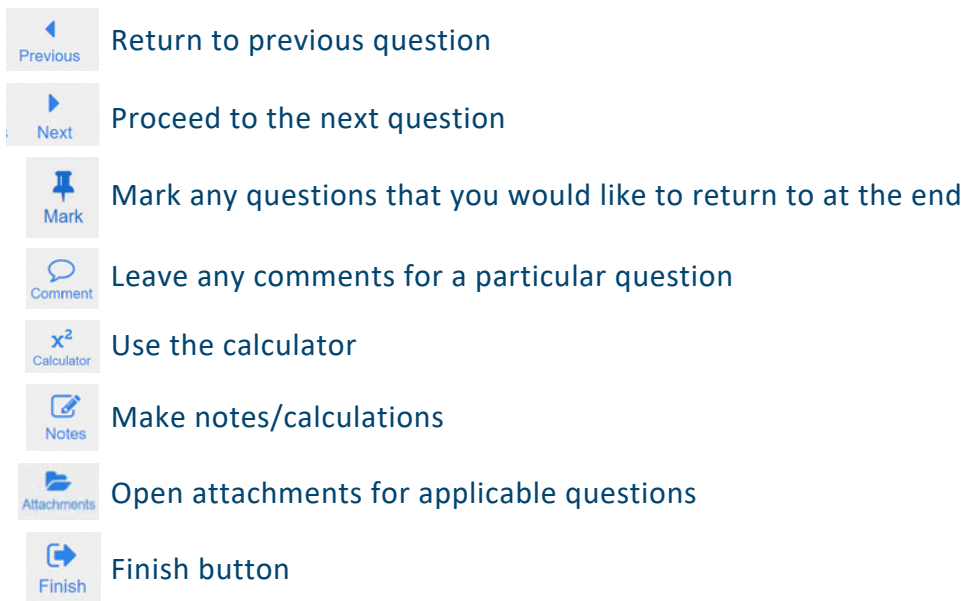 Previous
Return to previous question
Next
Proceed to the next question
Mark
Mark any questions that you would like to return to at the end
Comment
Leave any comments for a particular question
x²
Calculator
Use the calculator
Notes
Make notes/calculations
Attachments
Open attachments for applicable questions
Finish
Finish button